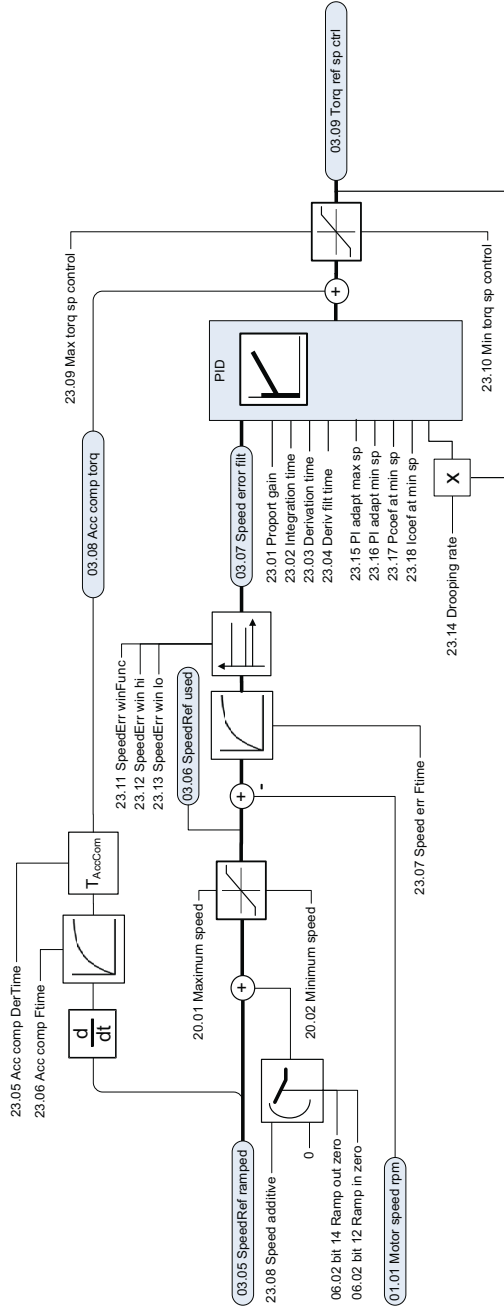 23.05 Acc comp DerTime
23.06 Acc comp Ftime
d
dt
TAccCom
03.08 Acc comp torq
23.09 Max torq sp control
03.05 SpeedRef ramped
23.08 Speed additive
0
06.02 bit 14 Ramp out zero
06.02 bit 12 Ramp in zero
01.01 Motor speed rpm
+
20.01 Maximum speed
20.02 Minimum speed
03.06 SpeedRef used
+
-
23.11 SpeedErr winFunc
23.12 SpeedErr win hi
23.13 SpeedErr win lo
23.07 Speed err Ftime
03.07 Speed error filt
PID
23.01 Proport gain
23.02 Integration time
23.03 Derivation time
23.04 Deriv filt time
23.15 PI adapt max sp
23.16 PI adapt min sp
23.17 Pcoef at min sp
23.18 Icoef at min sp
23.14 Drooping rate
X
+
23.10 Min torq sp control
03.09 Torq ref sp ctrl